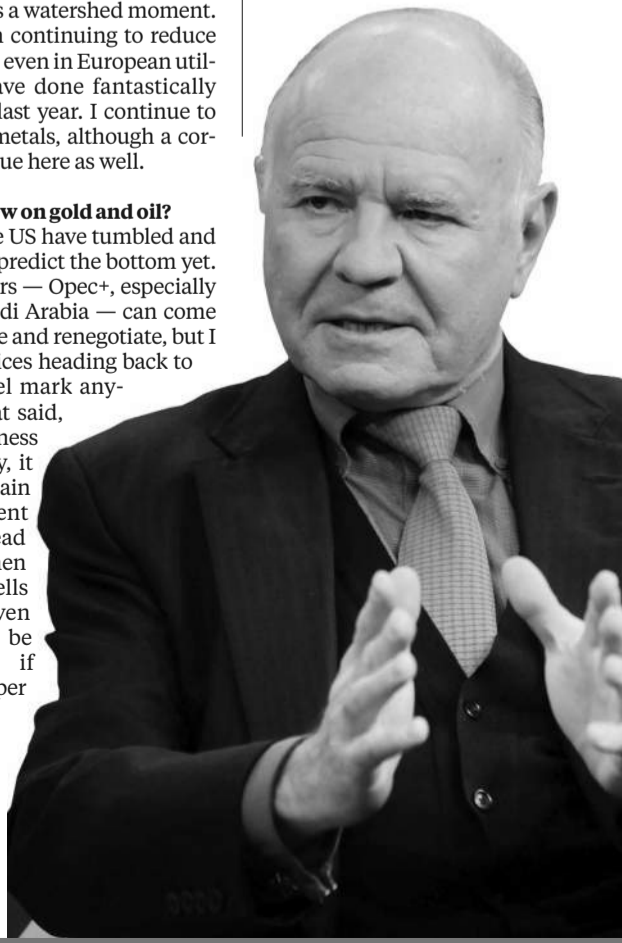 s a watershed moment.
continuing to reduce
even in European util-
ve done fantastically
last year. I continue to
metals, although a cor-
ue here as well.
w on gold and oil?
e US have tumbled and
predict the bottom yet.
rs — Opec+, especially
di Arabia — can come
e and renegotiate, but I
ices heading back to
el mark any-
t said,
ness
y, it
ain
ent
ead
en
ells
ven
be
if
per